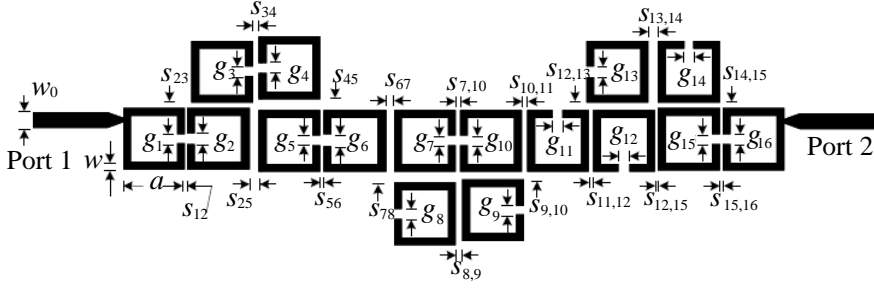 s34
s13,14
g3
g4
g13
g14
w0
s23
s45
s67
s7,10
s10,11
s12,13
s14,15
g1
g2
g5
g6
g7
g10
g11
g12
g15
g16
Port 1
Port 2
w
a
s12
s25
s56
s78
g8
g9
s9,10
s11,12
s12,15
s15,16
s8,9